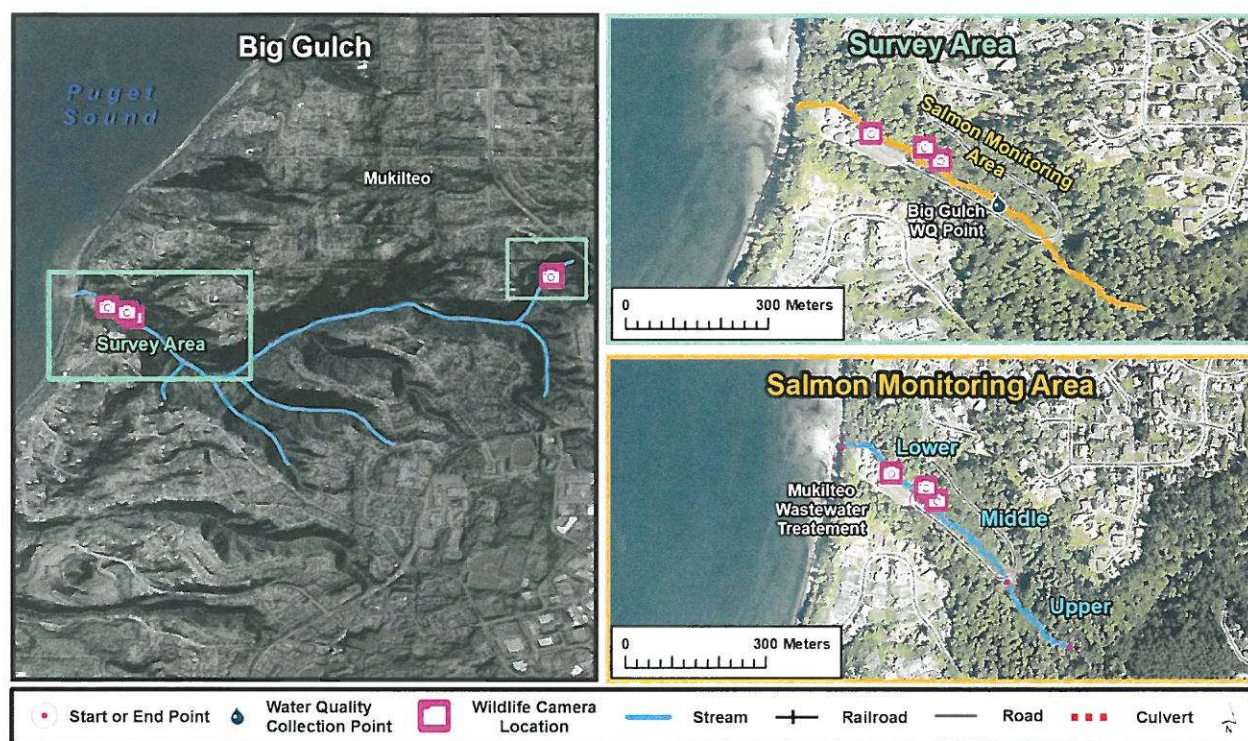 Big Gulch
Puget
Sound
Mukilteo
Survey Area
Survey Area
Salmon Monitoring
Area
Big Gulch
WQ Point
0 300 Meters
Salmon Monitoring Area
Lower
Mukilteo
Wastewater
Treatement
Middle
Upper
0 300 Meters
Start or End Point
Water Quality
Collection Point
Wildlife Camera
Location
Stream
Railroad
Road
Culvert
N